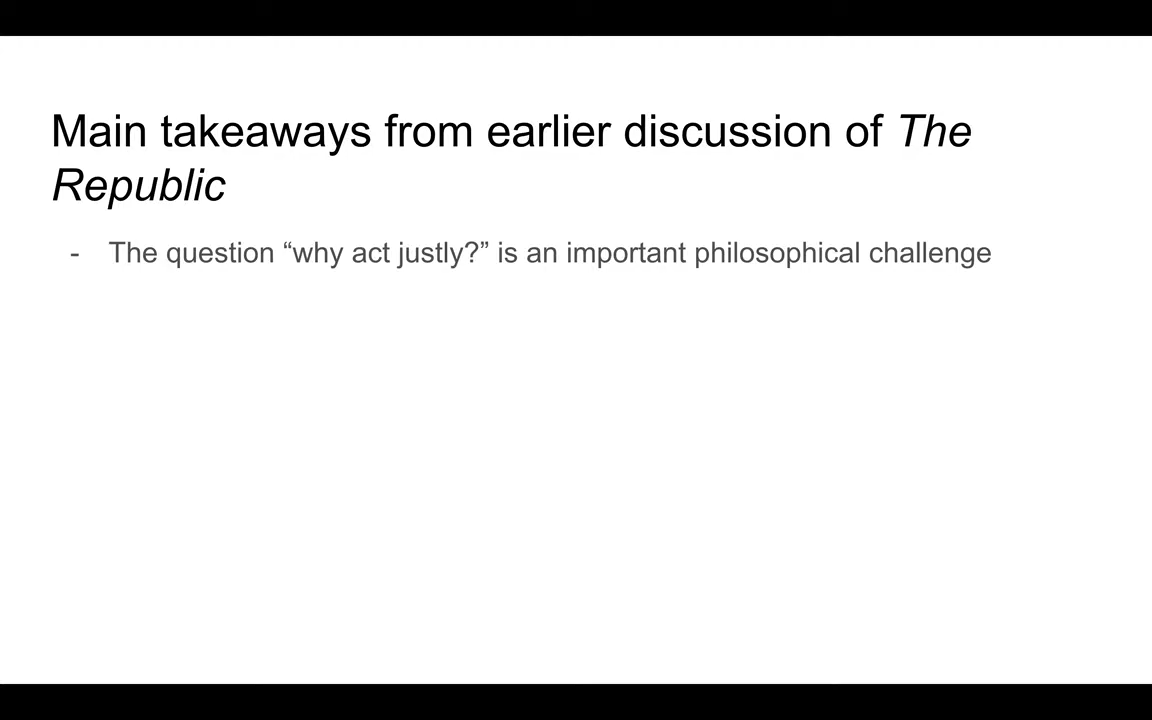 Main takeaways from earlier discussion of The
Republic
- The question “why act justly?” is an important philosophical challenge